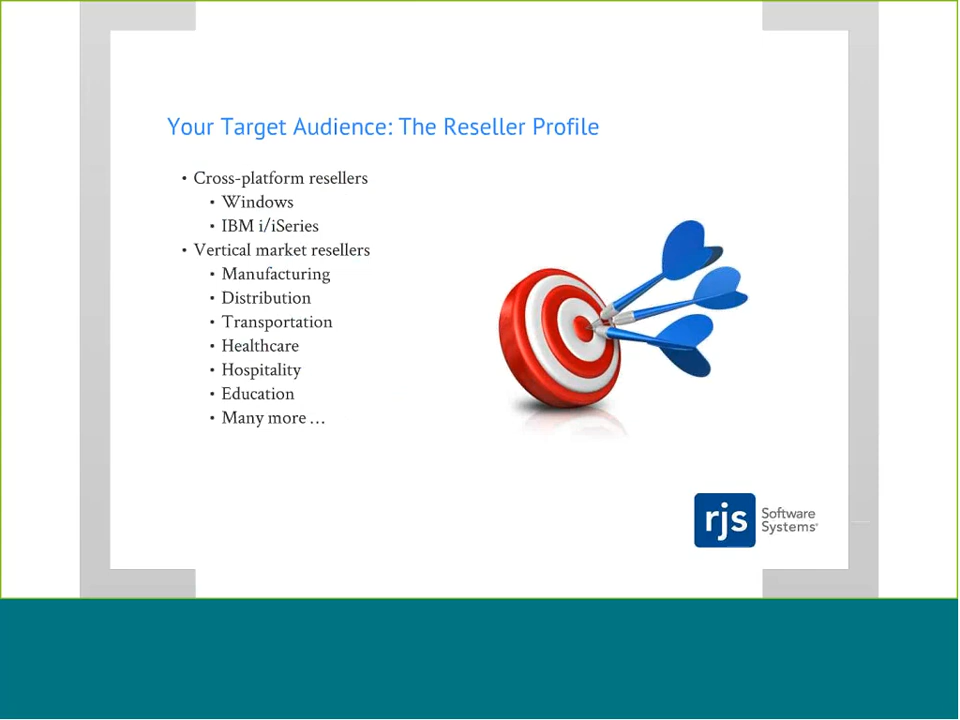 Your Target Audience: The Reseller Profile
• Cross-platform resellers
• Windows
• IBM i/iSeries
• Vertical market resellers
• Manufacturing
• Distribution
• Transportation
• Healthcare
• Hospitality
• Education
• Many more …
rjs Software
Systems